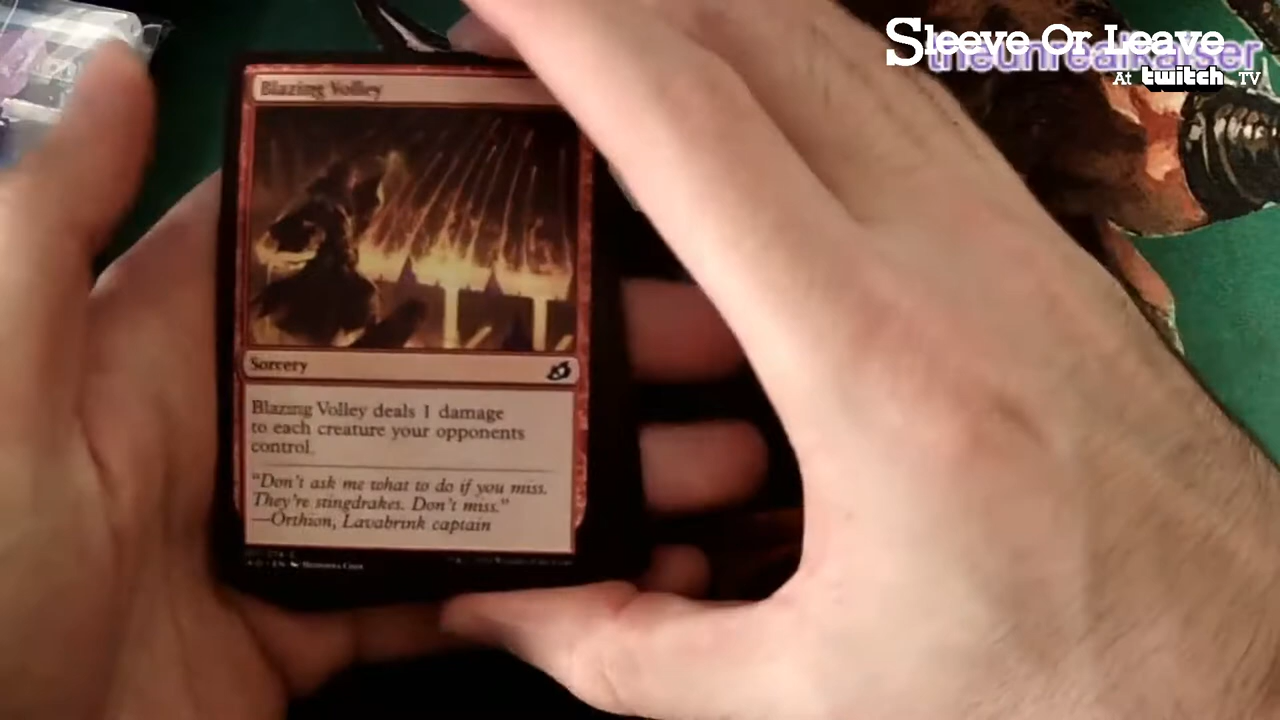 Sleeve Or Leave
theunrealkaiser
At twitch.TV
Blazing Volley
Sorcery
Blazing Volley deals 1 damage
to each creature your opponents
control.
"Don't ask me what to do if you miss.
They're stingdrakes. Don't miss."
—Orthion, Lavabrink captain